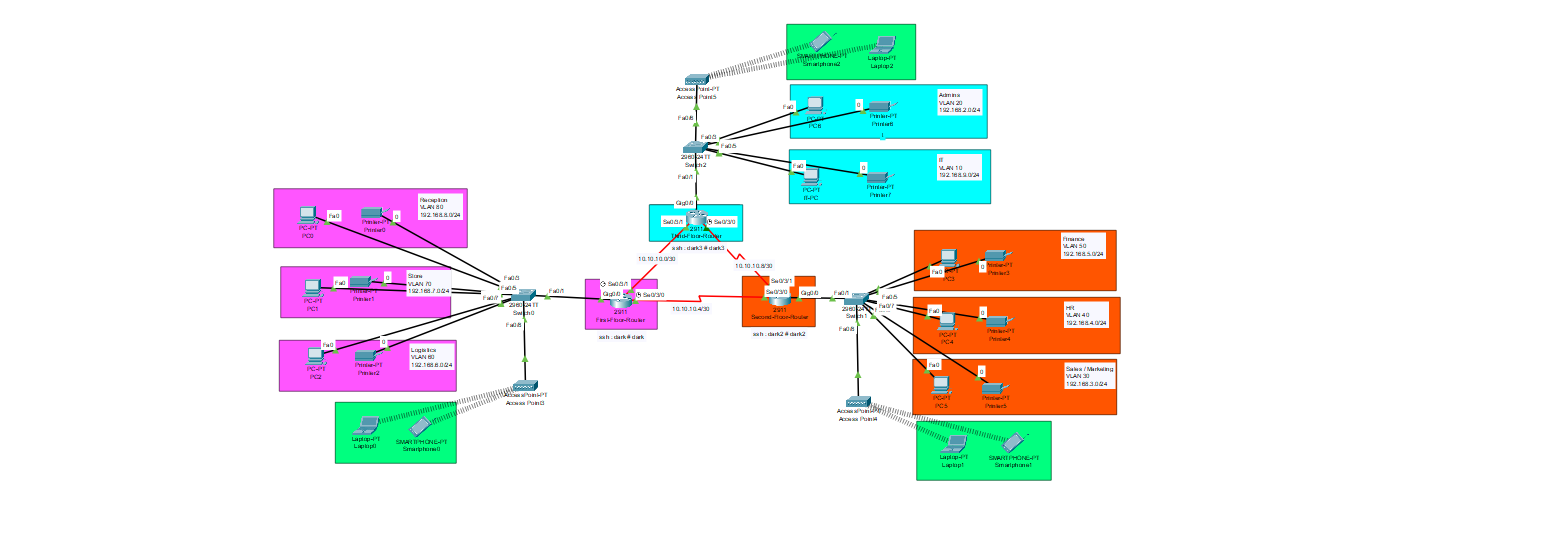 SMARTPHONE-PT
Smartphone2
Laptop-PT
Laptop2
AccessPoint-PT
Access Point5
Fa0/6
Fa0/3
Fa0/5
2960-24TT
Switch2
Fa0/1
Fa0
PC-PT
PC6
0
Printer-PT
Printer6
Admins
VLAN 20
192.168.2.0/24
Fa0
PC-PT
IT-PC
0
Printer-PT
Printer7
IT
VLAN 10
192.168.9.0/24
Gig0/0
Se0/3/1
Se0/3/0
2911
Third-Floor-Router
ssh : dark3 # dark3
10.10.10.0/30
10.10.10.8/30
10.10.10.4/30
Fa0
PC-PT
PC0
0
Printer-PT
Printer0
Reception
VLAN 80
192.168.8.0/24
Fa0
PC-PT
PC1
0
Printer-PT
Printer1
Store
VLAN 70
192.168.7.0/24
Fa0
PC-PT
PC2
0
Printer-PT
Printer2
Logistics
VLAN 60
192.168.6.0/24
Laptop-PT
Laptop0
SMARTPHONE-PT
Smartphone0
Fa0/3
Fa0/5
Fa0/7
Fa0/1
2960-24TT
Switch0
Fa0/8
AccessPoint-PT
Access Point3
Se0/3/1
Gig0/0
Se0/3/0
2911
First-Floor-Router
ssh : dark # dark
Se0/3/1
Se0/3/0
Gig0/0
2911
Second-Floor-Router
ssh : dark2 # dark2
Fa0/1
Fa0/5
Fa0/7
2960-24TT
Switch1
Fa0/8
AccessPoint-PT
Access Point4
Fa0
PC3
0
Printer-PT
Printer3
Finance
VLAN 50
192.168.5.0/24
Fa0
PC-PT
PC4
0
Printer-PT
Printer4
HR
VLAN 40
192.168.4.0/24
Fa0
PC-PT
PC5
0
Printer-PT
Printer5
Sales / Marketing
VLAN 30
192.168.3.0/24
Laptop-PT
Laptop1
SMARTPHONE-PT
Smartphone1